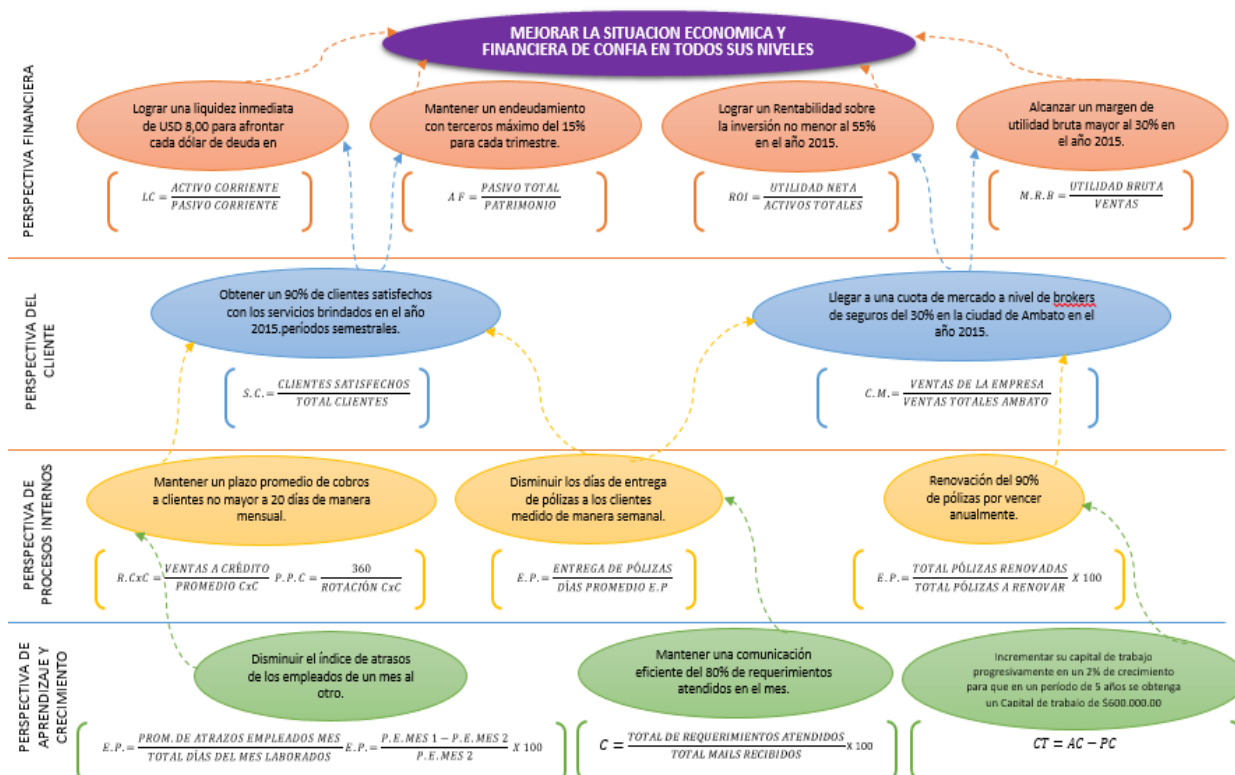 MEJORAR LA SITUACION ECONOMICA Y
FINANCIERA DE CONFIA EN TODOS SUS NIVELES
PERSPECTIVA FINANCIERA
Lograr una liquidez inmediata
de USD 8,00 para afrontar
cada dólar de deuda en
Mantener un endeudamiento
con terceros máximo del 15%
para cada trimestre.
Lograr un Rentabilidad sobre
la inversión no menor al 55%
en el año 2015.
Alcanzar un margen de
utilidad bruta mayor al 30% en
el año 2015.
LC = ACTIVO CORRIENTE / PASIVO CORRIENTE
A F = PASIVO TOTAL / PATRIMONIO
ROI = UTILIDAD NETA / ACTIVOS TOTALES
M.R.B = UTILIDAD BRUTA / VENTAS
PERSPECTIVA DEL
CLIENTE
Obtener un 90% de clientes satisfechos
con los servicios brindados en el año
2015.períodos semestrales.
Llegar a una cuota de mercado a nivel de brokers
de seguros del 30% en la ciudad de Ambato en el
año 2015.
S.C. = CLIENTES SATISFECHOS / TOTAL CLIENTES
C.M. = VENTAS DE LA EMPRESA / VENTAS TOTALES AMBATO
PERSPECTIVA DE
PROCESOS INTERNOS
Mantener un plazo promedio de cobros
a clientes no mayor a 20 días de manera
mensual.
Disminuir los días de entrega
de pólizas a los clientes
medido de manera semanal.
Renovación del 90%
de pólizas por vencer
anualmente.
R.CxC = VENTAS A CRÈDITO / PROMEDIO CxC P.P.C = 360 / ROTACIÓN CxC
E.P. = ENTREGA DE PÓLIZAS / DÍAS PROMEDIO E.P
E.P. = TOTAL PÓLIZAS RENOVADAS / TOTAL PÓLIZAS A RENOVAR X 100
PERSPECTIVA DE
APRENDIZAJE Y
CRECIMIENTO
Disminuir el índice de atrasos
de los empleados de un mes al
otro.
Mantener una comunicación
eficiente del 80% de requerimientos
atendidos en el mes.
Incrementar su capital de trabajo
progresivamente en un 2% de crecimiento
para que en un período de 5 años se obtenga
un Capital de trabajo de $600.000.00
E.P. = PROM. DE ATRAZOS EMPLEADOS MES / TOTAL DÍAS DEL MES LABORADOS E.P. = P.E.MES 1 − P.E.MES 2 / P.E.MES 2 X 100
C = TOTAL DE REQUERIMIENTOS ATENDIDOS / TOTAL MAILS RECIBIDOS X 100
CT = AC − PC